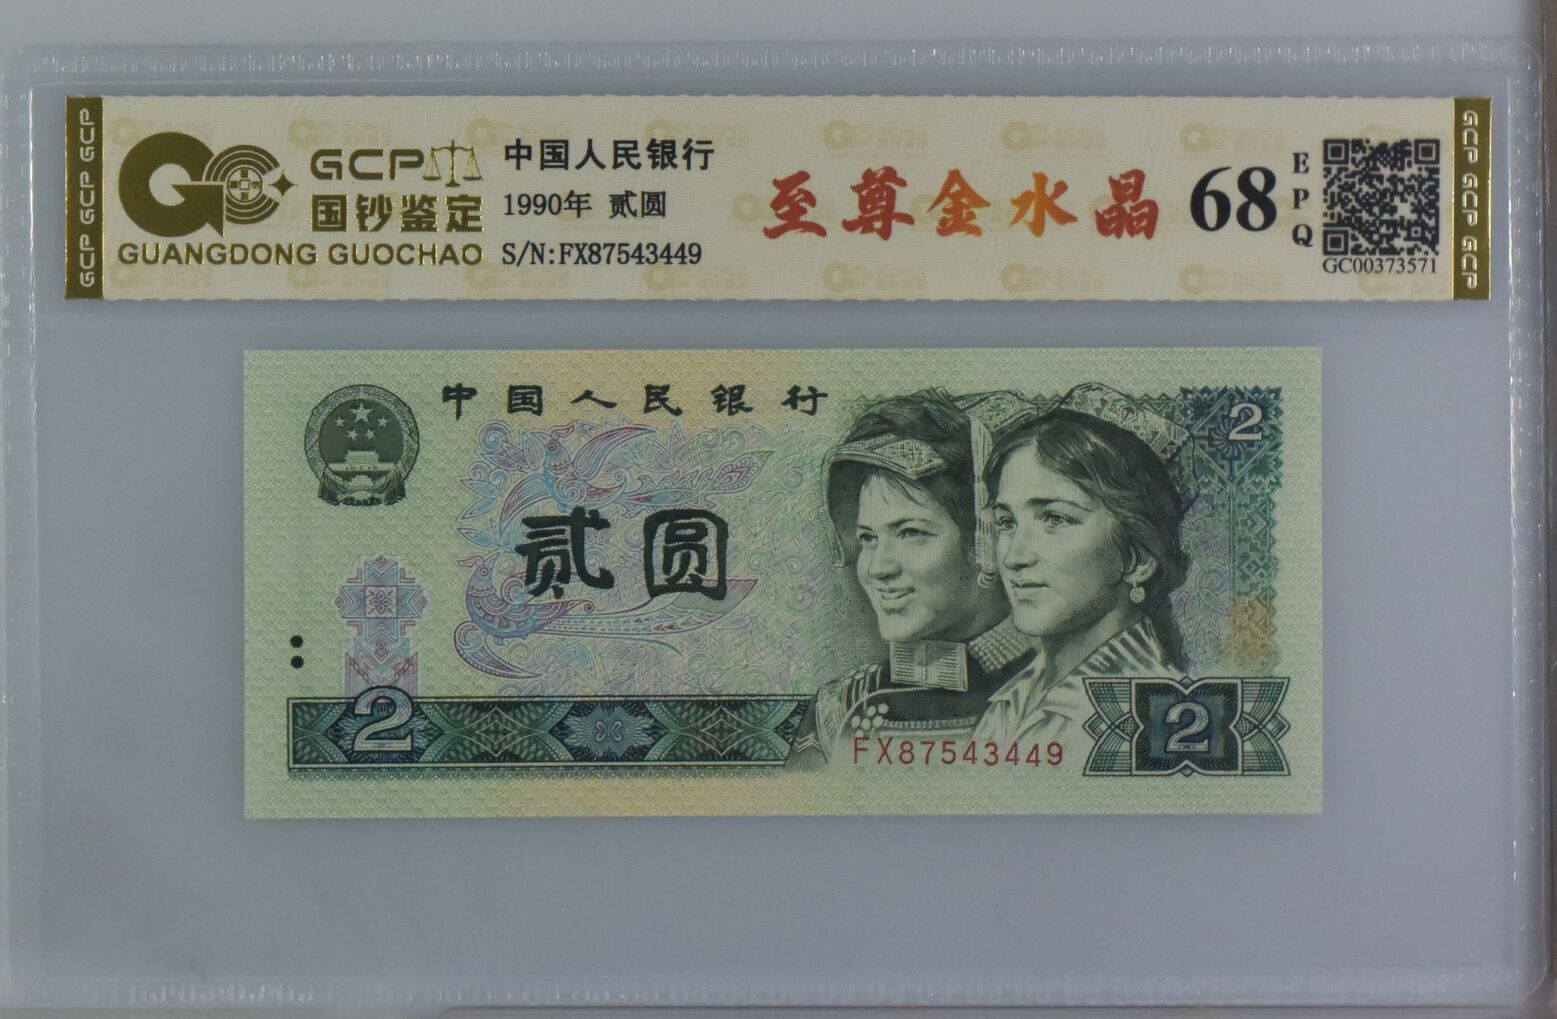 GCP GCP GCP
GCP
国钞鉴定
GUANGDONG GUOCHAO
中国人民银行
1990年 贰圆
S/N:FX87543449
至尊金水晶
68
EPQ
GC00373571
GCP GCP GCP
中国人民银行
2
贰圆
2
2
FX87543449